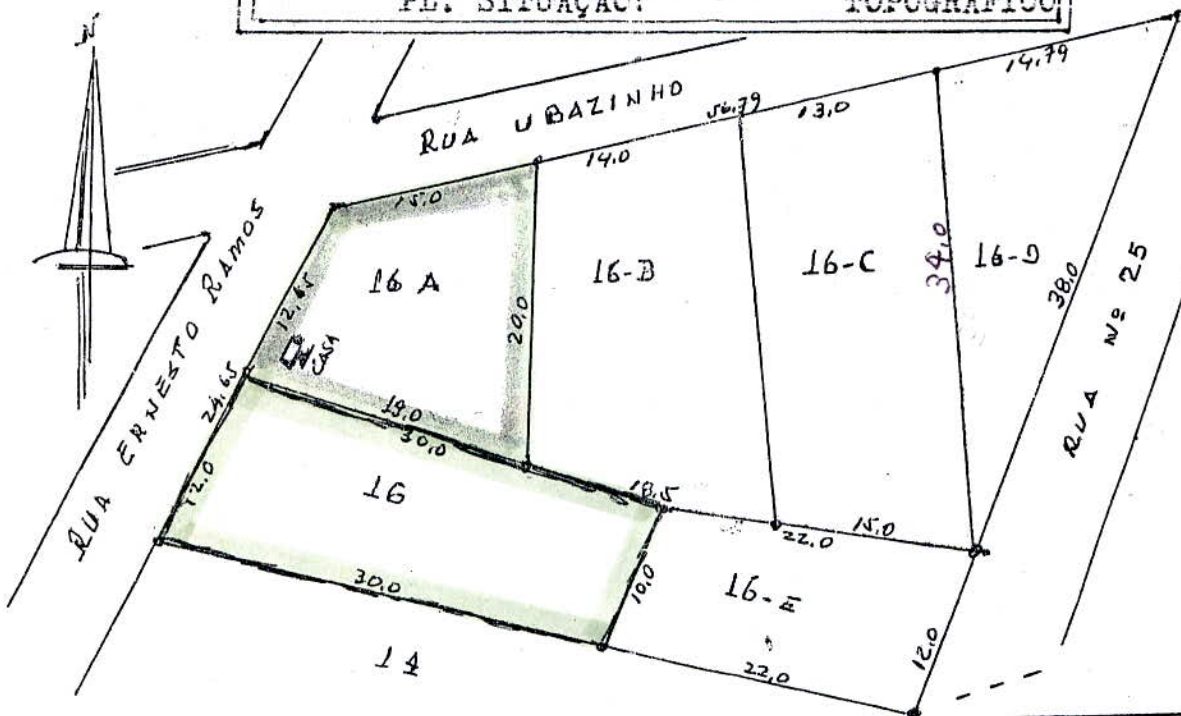 PL. SITUAÇÃO: TOPOGRÁFICO
N
RUA UBAZINHO
56,79
14,79
13,0
14,0
15,0
16 A
16-B
16-C
34,0
16-D
38,0
RUA Nº 25
RUA ERNESTO RAMOS
12,65
CASA
20,0
24,65
19,0
30,0
12,0
16
18,5
22,0
15,0
10,0
16-E
30,0
12,0
22,0
14